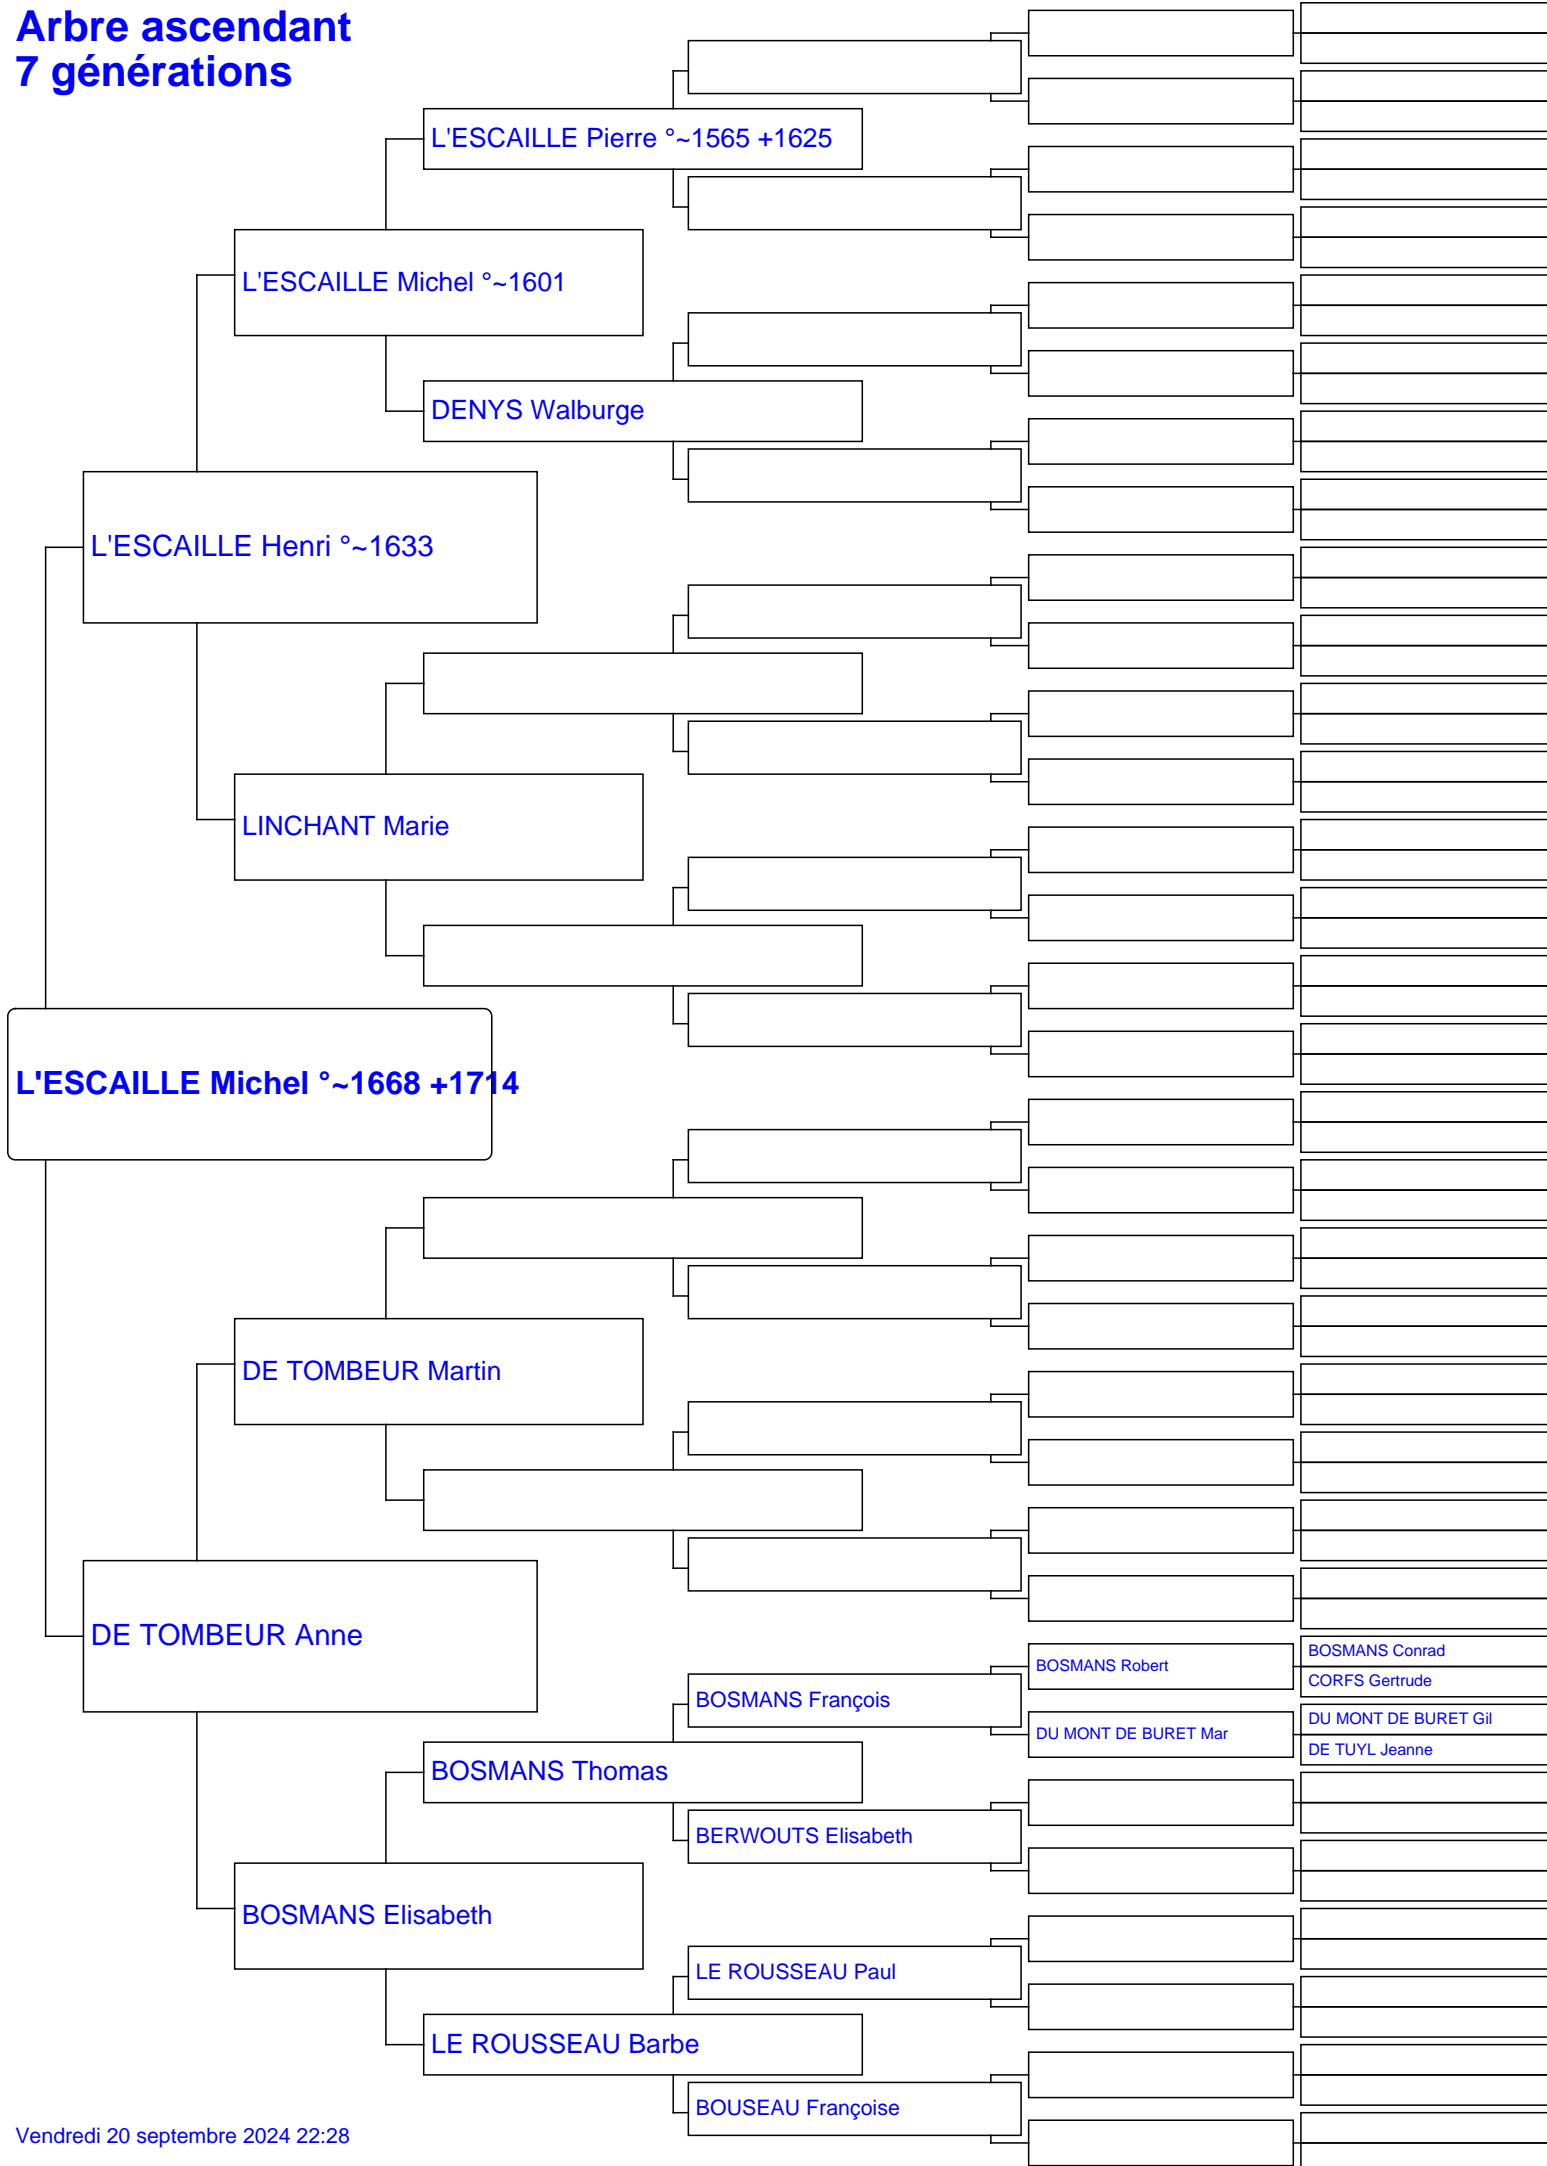 Arbre ascendant
7 générations
L'ESCAILLE Pierre °~1565 +1625
L'ESCAILLE Michel °~1601
DENYS Walburge
L'ESCAILLE Henri °~1633
LINCHANT Marie
L'ESCAILLE Michel °~1668 +1714
DE TOMBEUR Martin
DE TOMBEUR Anne
BOSMANS Conrad
BOSMANS Robert
CORFS Gertrude
BOSMANS François
DU MONT DE BURET Gil
DU MONT DE BURET Mar
DE TUYL Jeanne
BOSMANS Thomas
BERWOUTS Elisabeth
BOSMANS Elisabeth
LE ROUSSEAU Paul
LE ROUSSEAU Barbe
BOUSEAU Françoise
Vendredi 20 septembre 2024 22:28